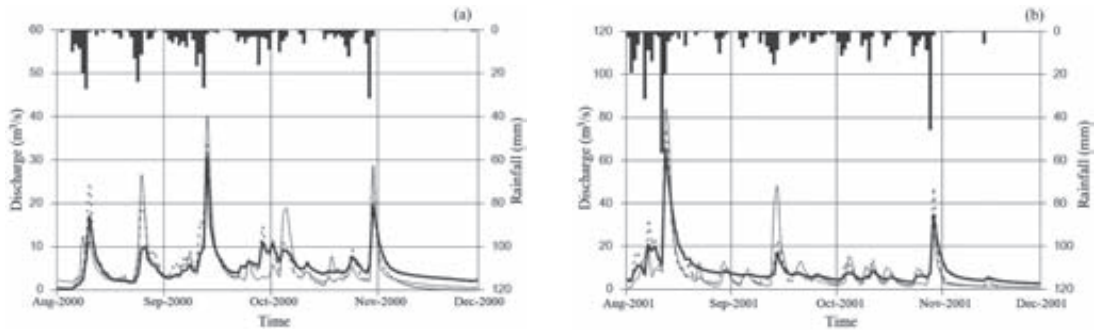 (a)
60
50
40
30
20
10
0
Discharge (m³/s)
0
20
40
60
80
100
120
Rainfall (mm)
Aug-2000
Sep-2000
Oct-2000
Nov-2000
Dec-2000
Time
(b)
120
100
80
60
40
20
0
Discharge (m³/s)
0
20
40
60
80
100
120
Rainfall (mm)
Aug-2001
Sep-2001
Oct-2001
Nov-2001
Dec-2001
Time